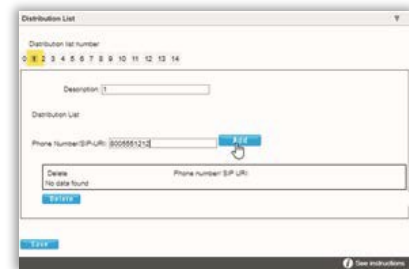 Distribution List
Distribution list number
0 1 2 3 4 5 6 7 8 9 10 11 12 13 14
Description: 1
Distribution List
Phone Number/SIP-URI: 8005551212 Add
Delete Phone number/ SIP URI:
No data found
Delete
Save
i See instructions